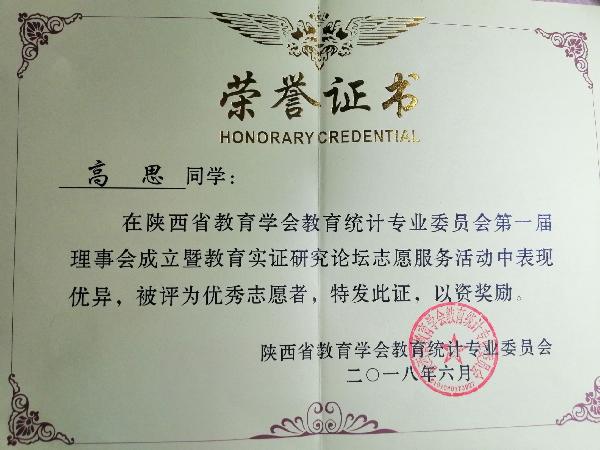 荣誉证书
HONORARY CREDENTIAL
高思同学：
在陕西省教育学会教育统计专业委员会第一届
理事会成立暨教育实证研究论坛志愿服务活动中表现
优异，被评为优秀志愿者，特发此证，以资奖励。
陕西省教育学会教育统计专业委员会
二〇一八年六月